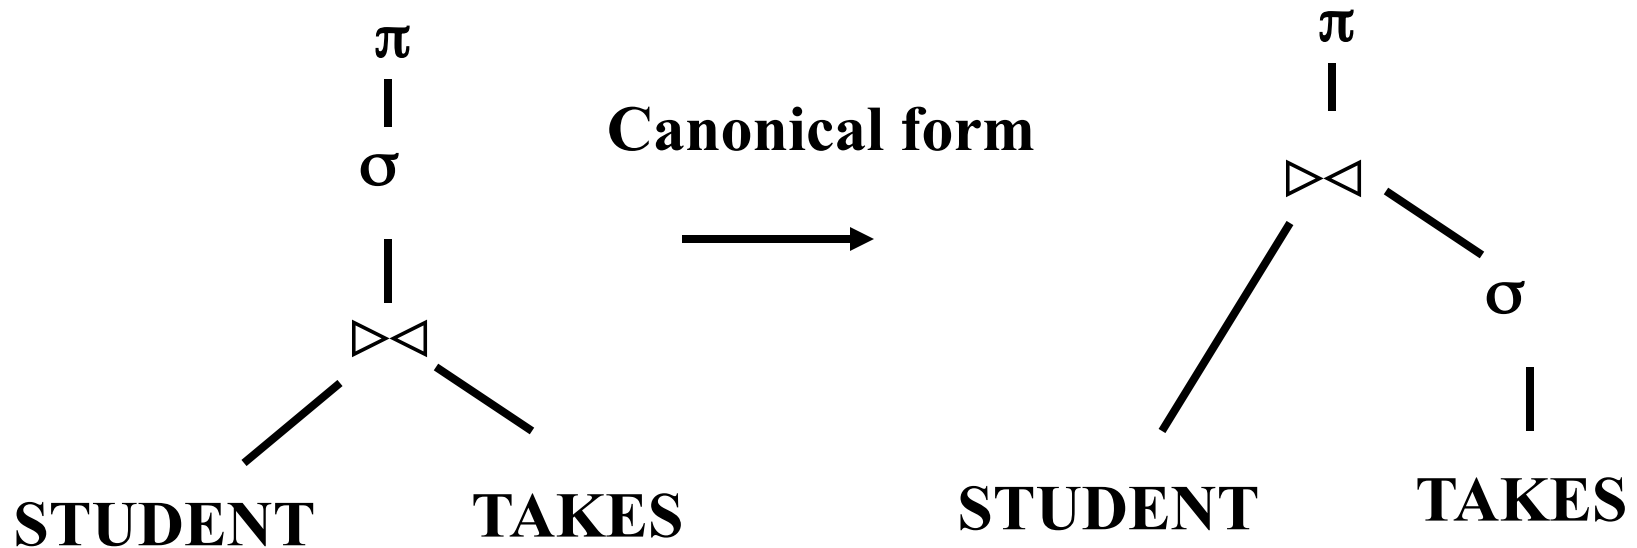 π
σ
⋈
STUDENT
TAKES
Canonical form
π
⋈
σ
STUDENT
TAKES